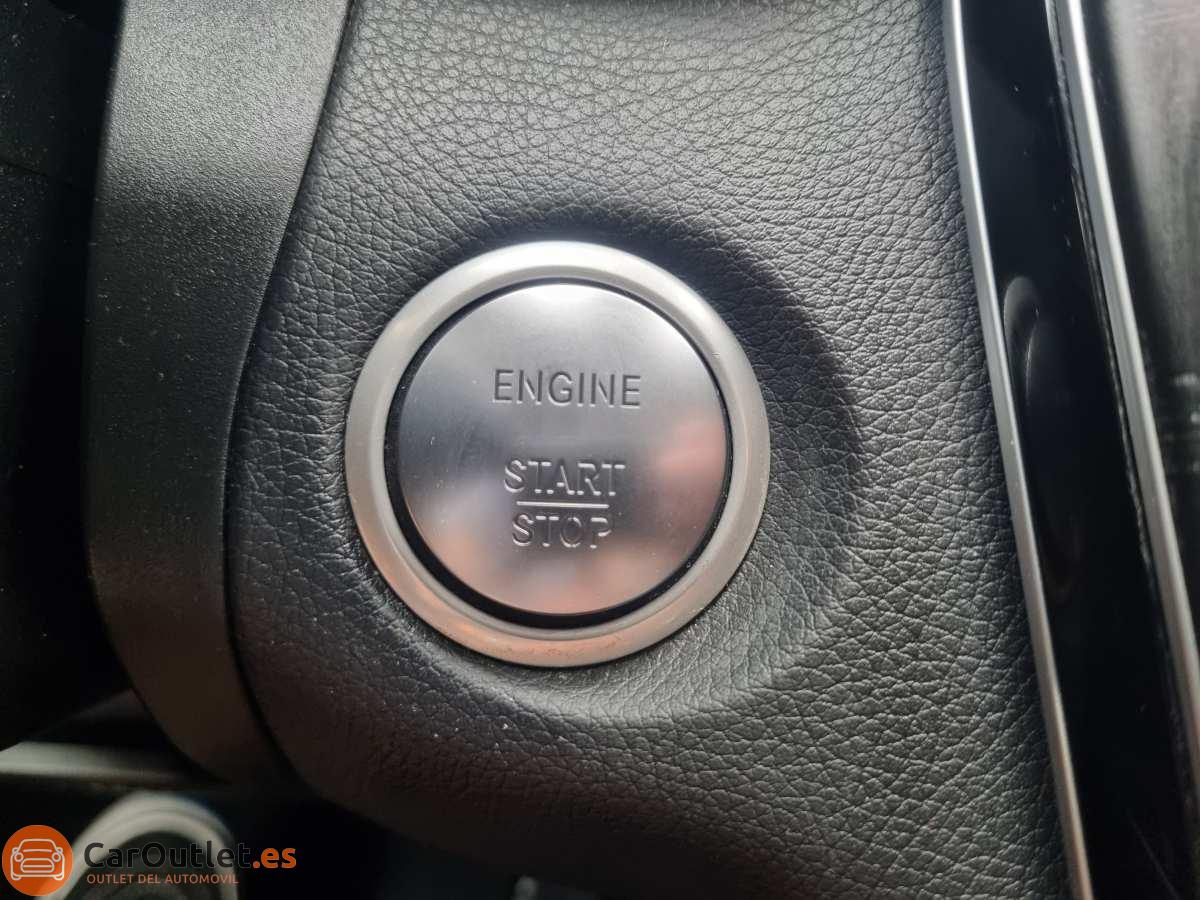 ENGINE
START
STOP
CarOutlet.es
OUTLET DEL AUTOMOVIL